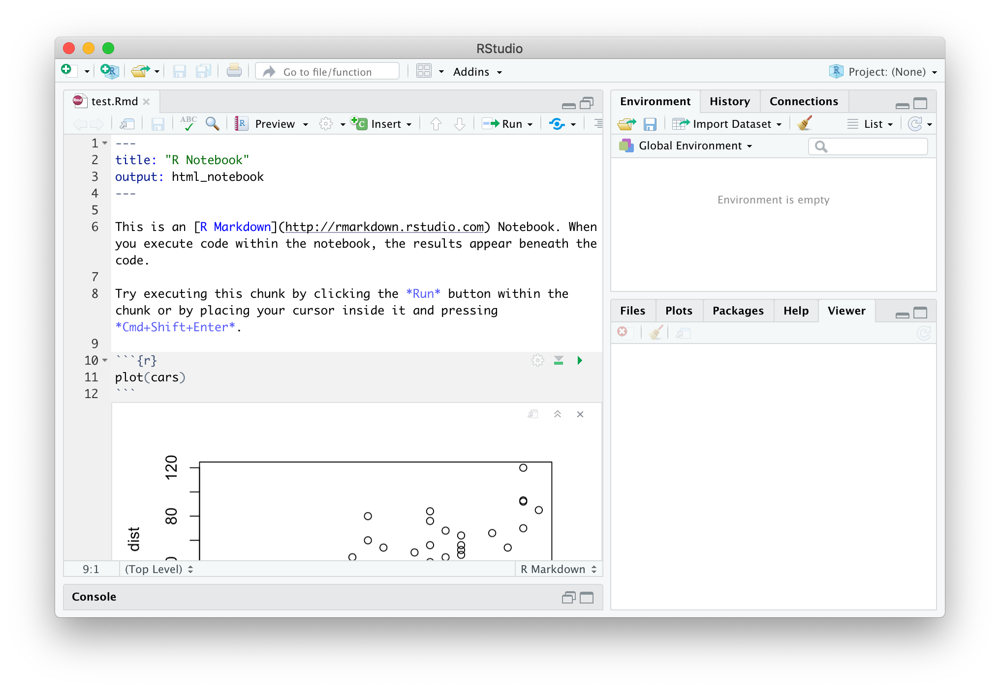 RStudio
Go to file/function
Addins
Project: (None)
test.Rmd
ABC
Preview
Insert
Run
1 ---
2 title: "R Notebook"
3 output: html_notebook
4 ---
5
6 This is an [R Markdown](http://rmarkdown.rstudio.com) Notebook. When
you execute code within the notebook, the results appear beneath the
code.
7
8 Try executing this chunk by clicking the *Run* button within the
chunk or by placing your cursor inside it and pressing
*Cmd+Shift+Enter*.
9
10 ```{r}
11 plot(cars)
12 ```
120
80
dist
9:1
(Top Level)
R Markdown
Console
Environment
History
Connections
Import Dataset
List
Global Environment
Environment is empty
Files
Plots
Packages
Help
Viewer